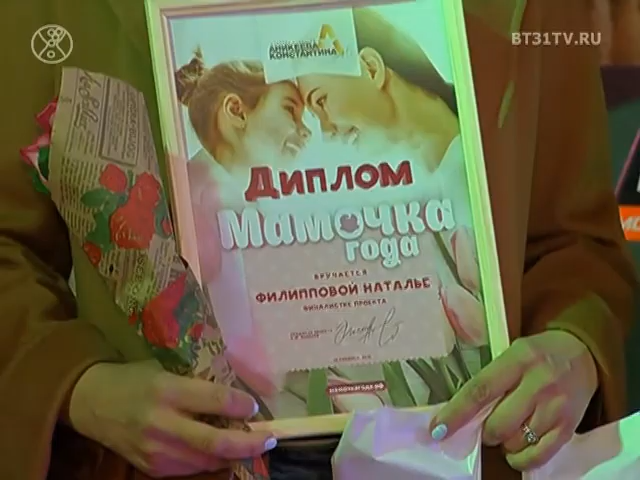 BT31TV.RU
АНИКЕЕВА
КОНСТАНТИНА
ДИПЛОМ
Мамочка
года
ВРУЧАЕТСЯ
ФИЛИППОВОЙ НАТАЛЬЕ
ФИНАЛИСТКЕ ПРОЕКТА